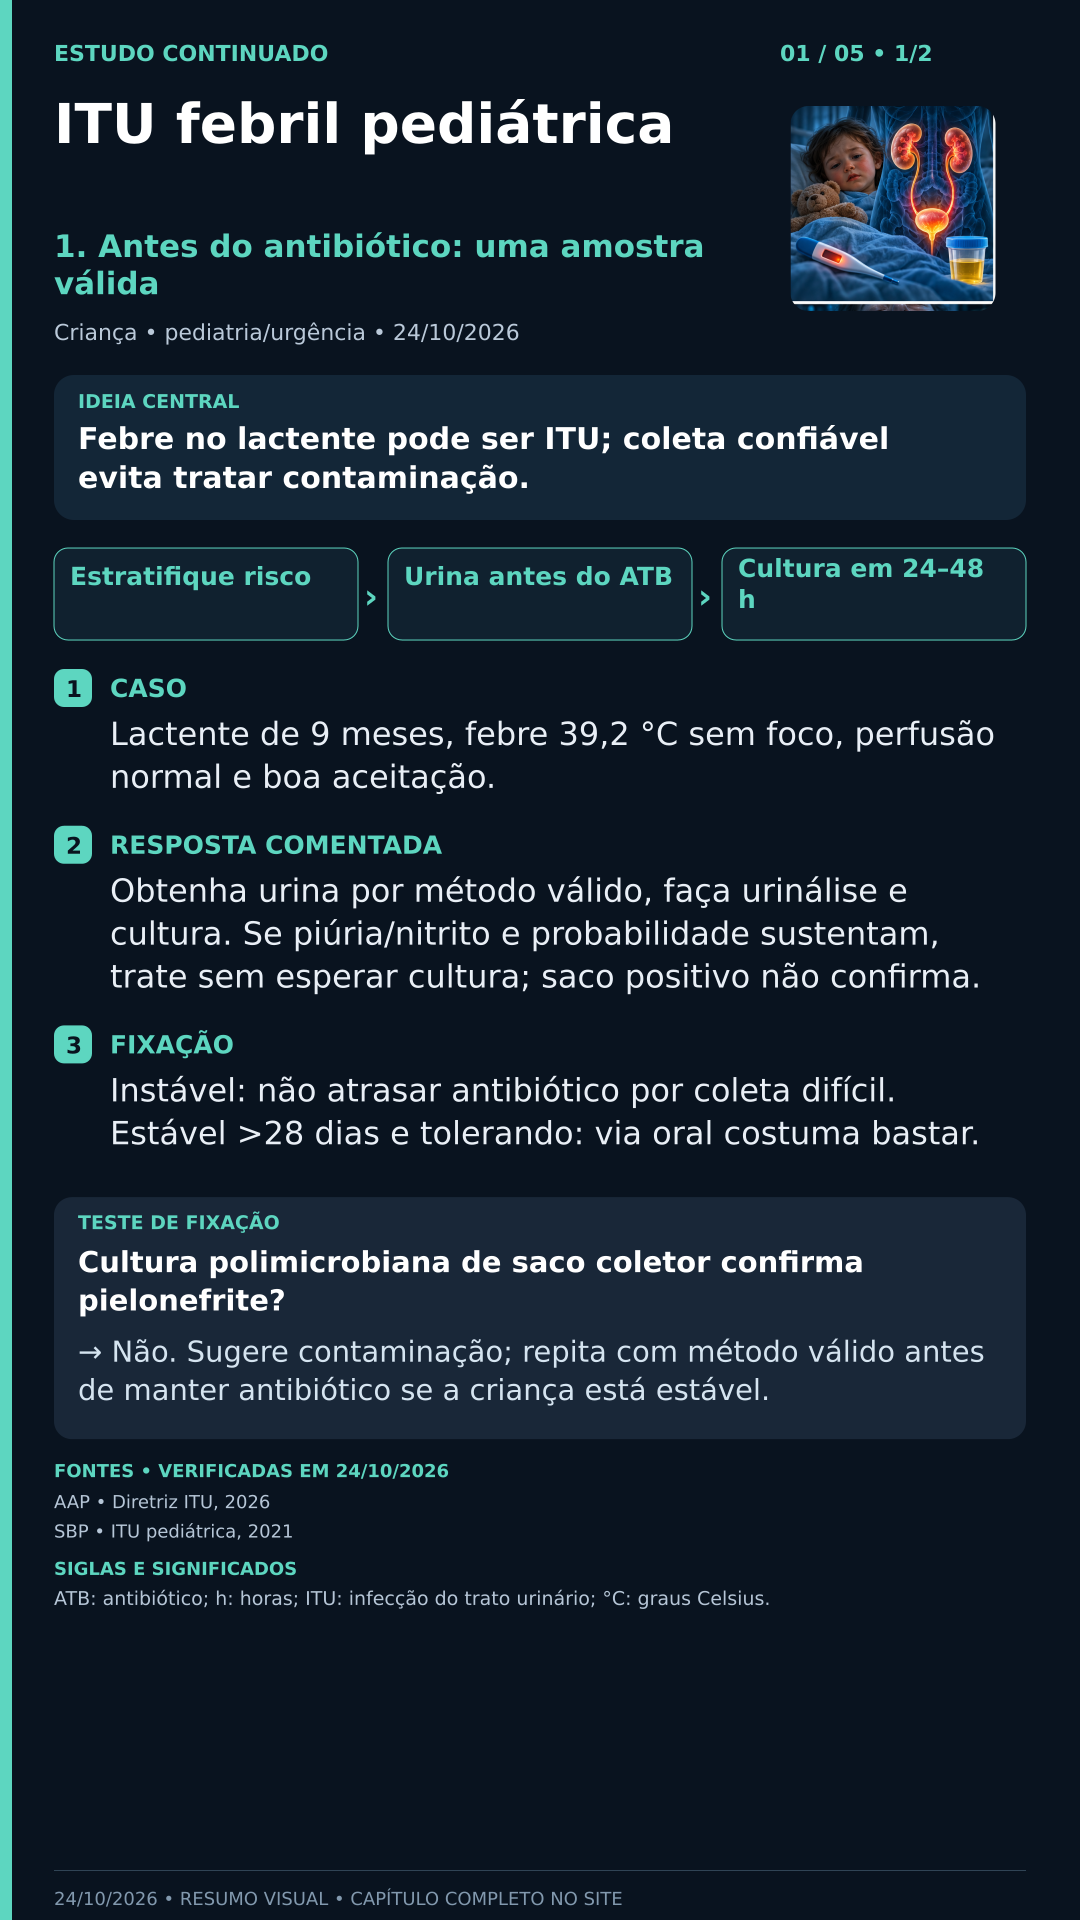 ESTUDO CONTINUADO
01 / 05 • 1/2
ITU febril pediátrica
1. Antes do antibiótico: uma amostra
válida
Criança • pediatria/urgência • 24/10/2026
IDEIA CENTRAL
Febre no lactente pode ser ITU; coleta confiável
evita tratar contaminação.
Estratifique risco
›
Urina antes do ATB
›
Cultura em 24–48
h
1 CASO
Lactente de 9 meses, febre 39,2 °C sem foco, perfusão
normal e boa aceitação.
2 RESPOSTA COMENTADA
Obtenha urina por método válido, faça urinálise e
cultura. Se piúria/nitrito e probabilidade sustentam,
trate sem esperar cultura; saco positivo não confirma.
3 FIXAÇÃO
Instável: não atrasar antibiótico por coleta difícil.
Estável >28 dias e tolerando: via oral costuma bastar.
TESTE DE FIXAÇÃO
Cultura polimicrobiana de saco coletor confirma
pielonefrite?
→ Não. Sugere contaminação; repita com método válido antes
de manter antibiótico se a criança está estável.
FONTES • VERIFICADAS EM 24/10/2026
AAP • Diretriz ITU, 2026
SBP • ITU pediátrica, 2021
SIGLAS E SIGNIFICADOS
ATB: antibiótico; h: horas; ITU: infecção do trato urinário; °C: graus Celsius.
24/10/2026 • RESUMO VISUAL • CAPÍTULO COMPLETO NO SITE